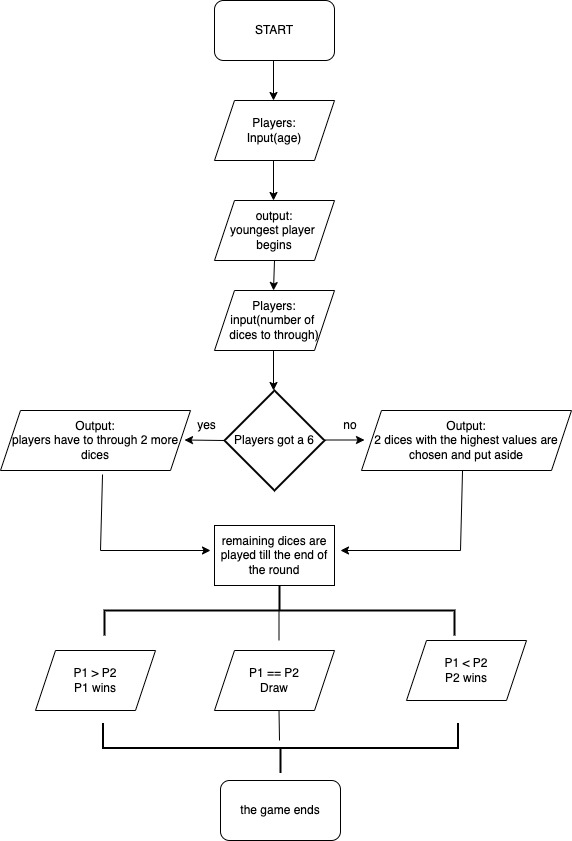 START
Players:
Input(age)
output:
youngest player
begins
Players:
input(number of
dices to through)
Players got a 6
yes
no
Output:
players have to through 2 more
dices
Output:
2 dices with the highest values are
chosen and put aside
remaining dices are
played till the end of
the round
P1 > P2
P1 wins
P1 == P2
Draw
P1 < P2
P2 wins
the game ends